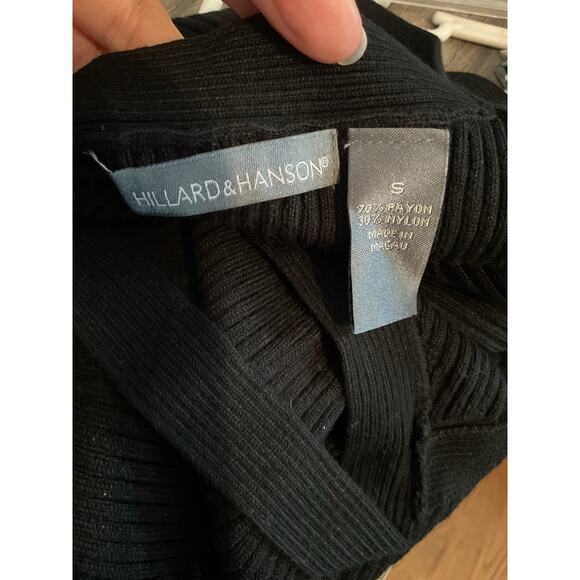 HILLARD&HANSON®
S
70% RAYON
30% NYLON
MADE IN
MACAU